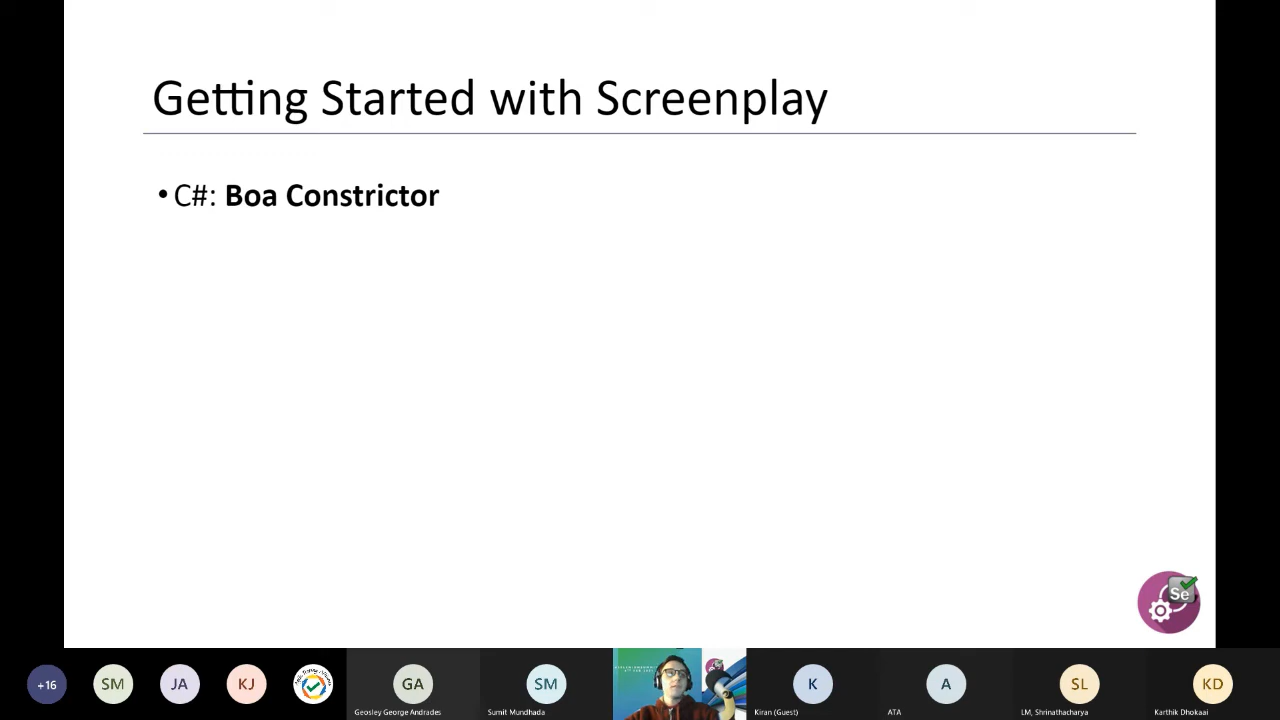 Getting Started with Screenplay
• C#: Boa Constrictor
Se
+16
SM
JA
KJ
GA
Geosley George Andrades
SM
Sumit Mundhada
K
Kiran (Guest)
A
ATA
SL
LM, Shrinathacharya
KD
Karthik Dhokaai